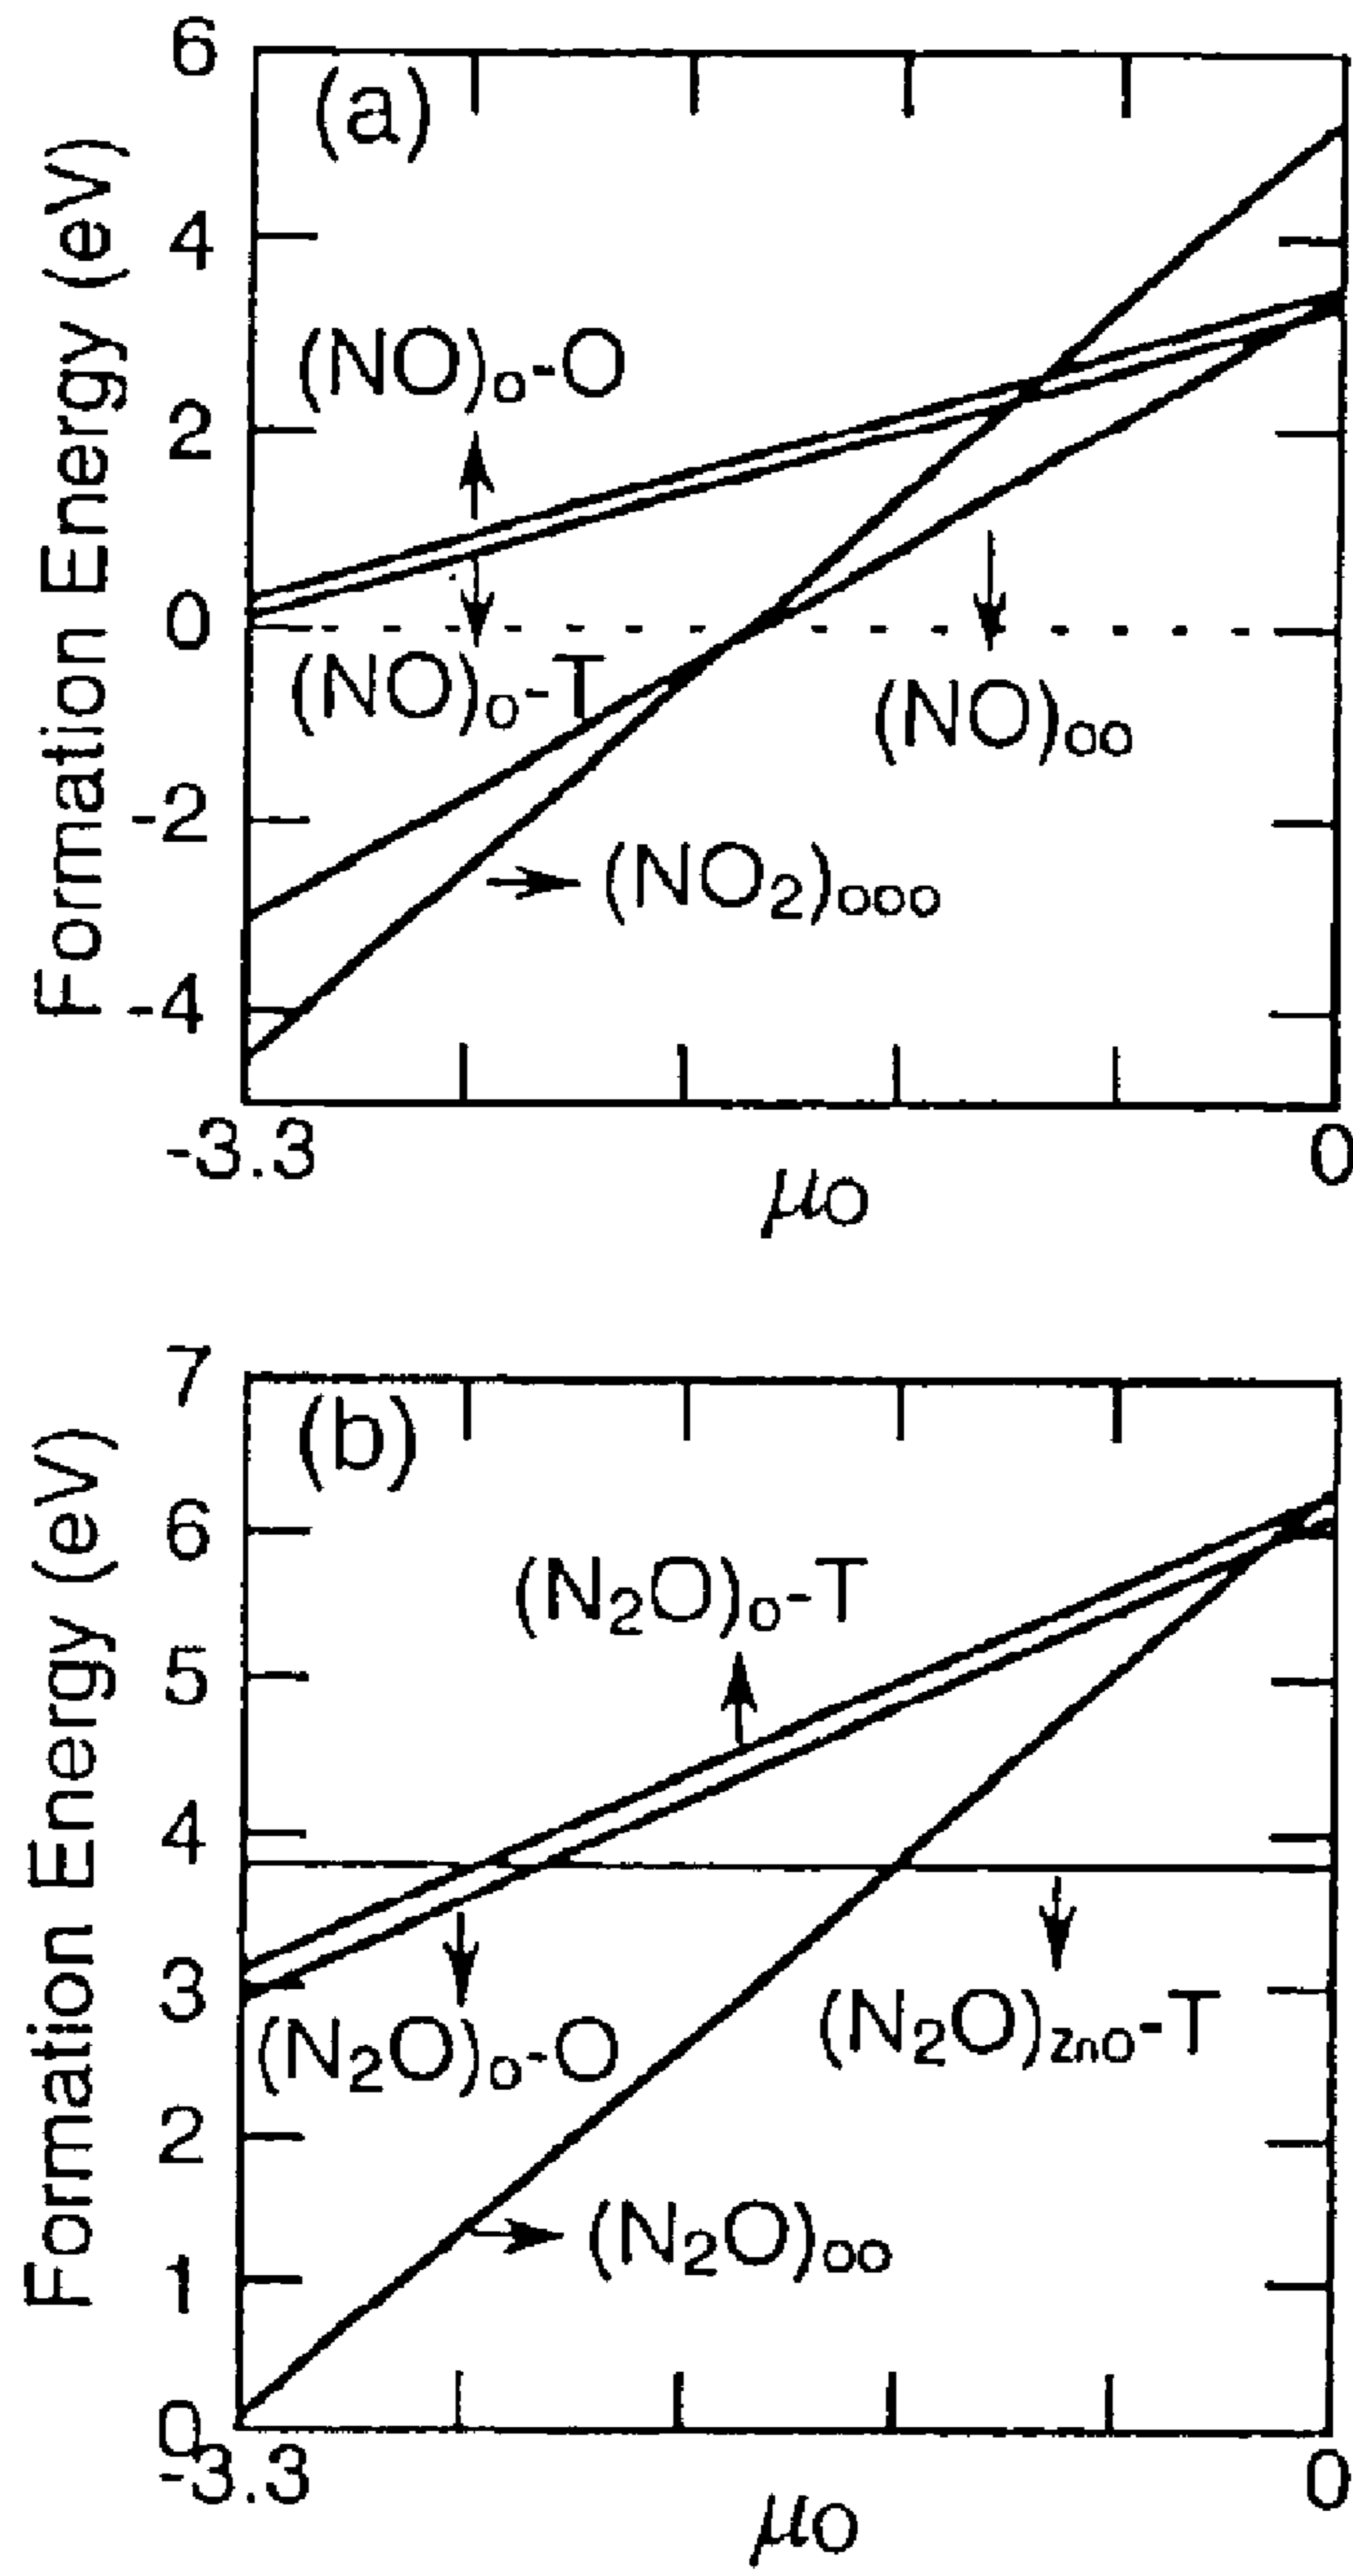 (a)
Formation Energy (eV)
6
4
2
0
-2
-4
(NO)O-O
(NO)O-T
(NO)OO
(NO2)OOO
-3.3
0
μO
(b)
Formation Energy (eV)
7
6
5
4
3
2
1
0
(N2O)O-T
(N2O)O-O
(N2O)ZnO-T
(N2O)OO
-3.3
0
μO